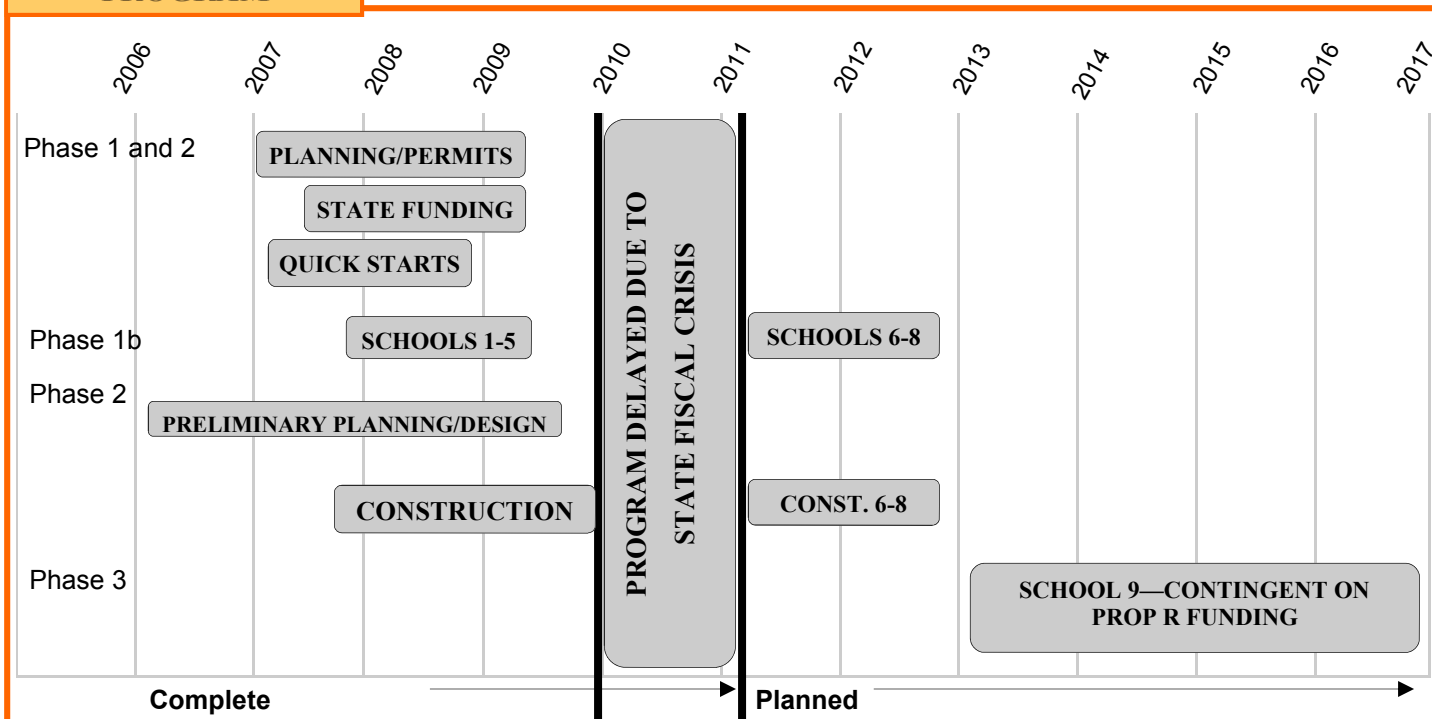 2006
2007
2008
2009
2010
2011
2012
2013
2014
2015
2016
2017
Phase 1 and 2
PLANNING/PERMITS
STATE FUNDING
QUICK STARTS
Phase 1b
SCHOOLS 1-5
SCHOOLS 6-8
Phase 2
PRELIMINARY PLANNING/DESIGN
CONSTRUCTION
CONST. 6-8
PROGRAM DELAYED DUE TO
STATE FISCAL CRISIS
Phase 3
SCHOOL 9—CONTINGENT ON
PROP R FUNDING
Complete
Planned